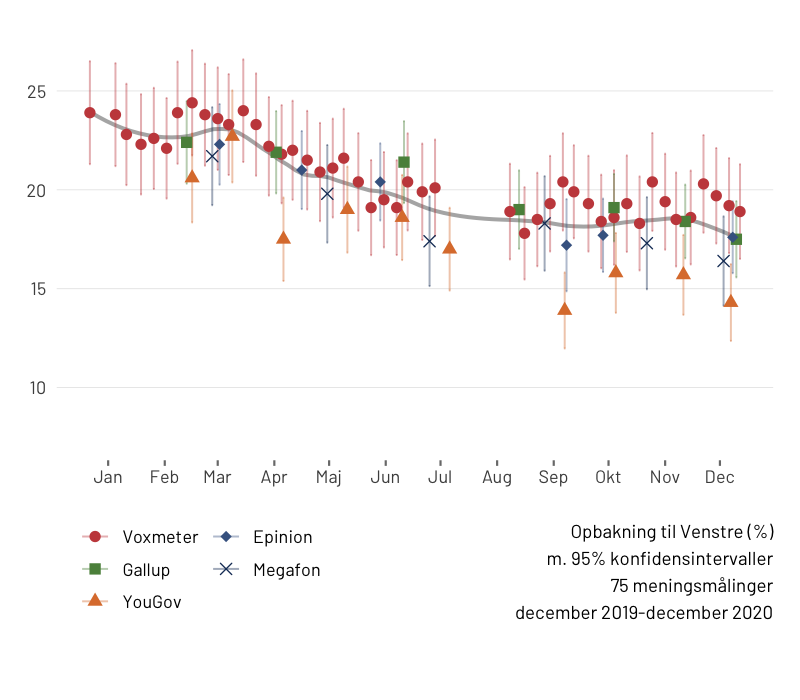 25
20
15
10
Jan Feb Mar Apr Maj Jun Jul Aug Sep Okt Nov Dec
Voxmeter Epinion
Gallup Megafon
YouGov
Opbakning til Venstre (%)
m. 95% konfidensintervaller
75 meningsmålinger
december 2019-december 2020